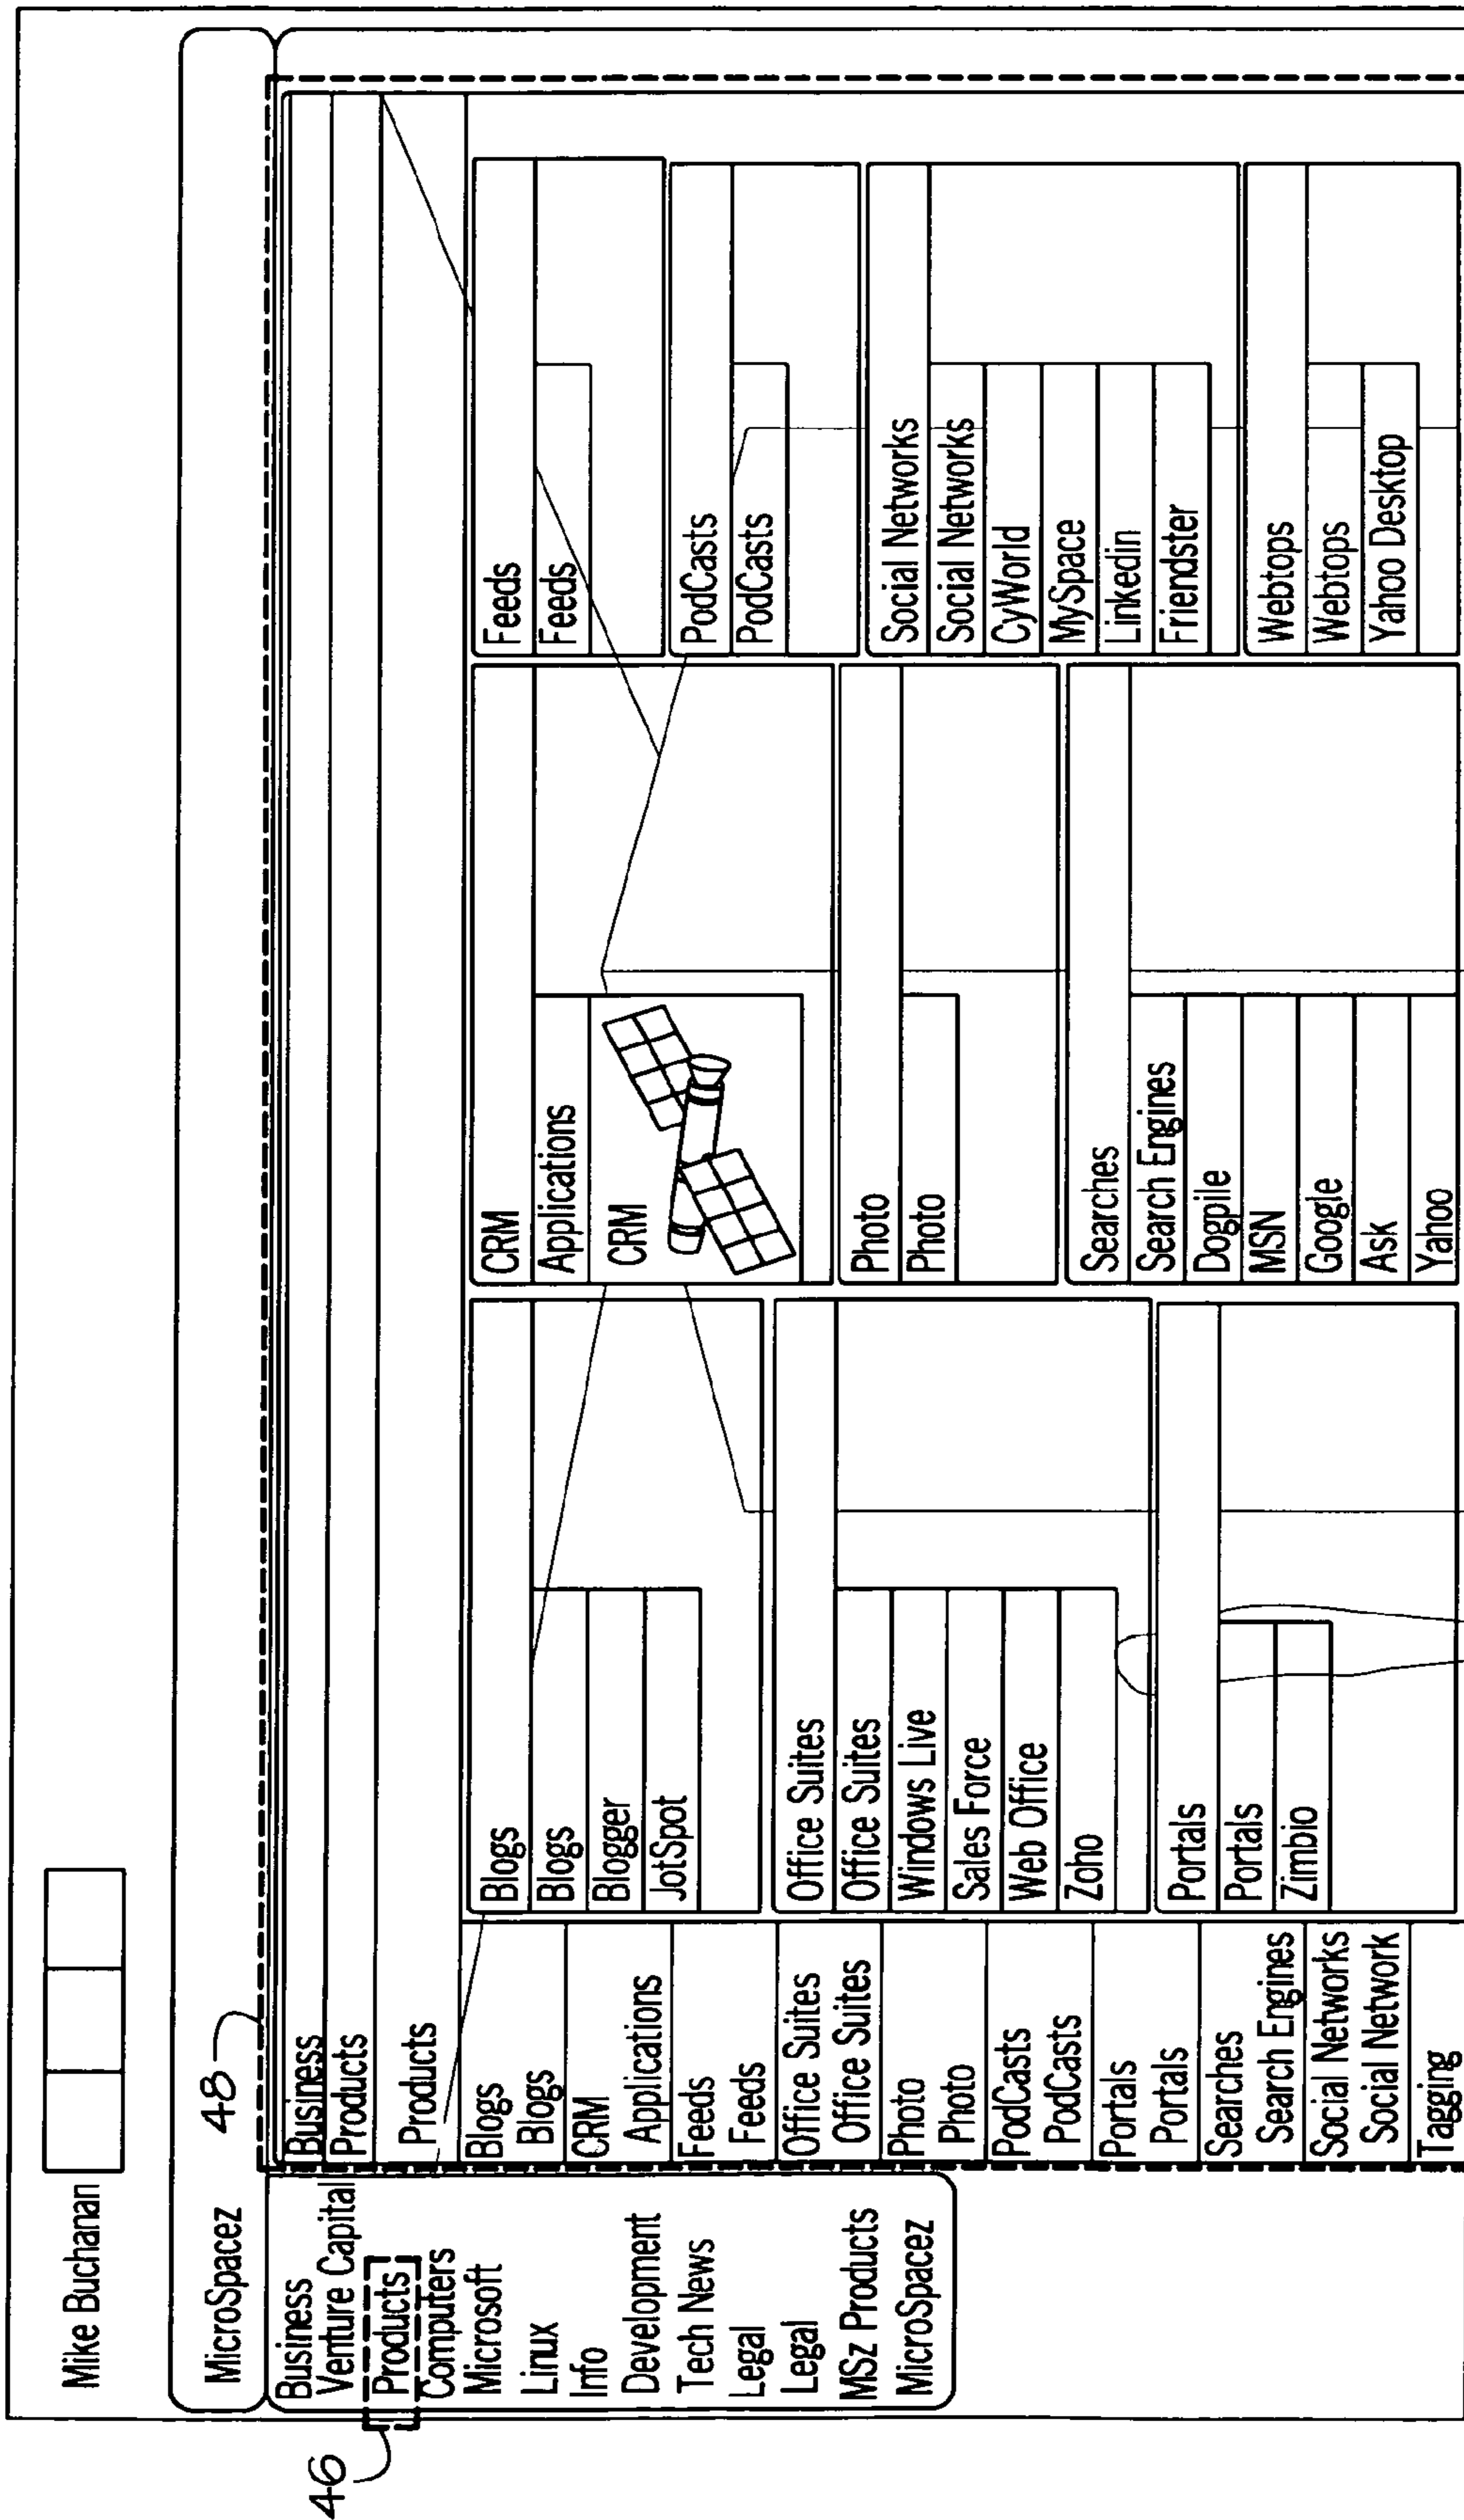 Mike Buchanan
MicroSpacez
48
46
Business
Venture Capital
Products
Computers
Microsoft
Linux
Info
Development
Tech News
Legal
Legal
MSz Products
MicroSpacez
Business
Products
Products
Blogs
Blogs
CRM
Applications
Feeds
Feeds
Office Suites
Office Suites
Photo
Photo
PodCasts
PodCasts
Portals
Portals
Searches
Search Engines
Social Networks
Social Network
Tagging
Blogs
Blogs
Blogger
JotSpot
Office Suites
Office Suites
Windows Live
Sales Force
Web Office
Zoho
Portals
Portals
Zimbio
CRM
Applications
CRM
Photo
Photo
Searches
Search Engines
Dogpile
MSN
Google
Ask
Yahoo
Feeds
Feeds
PodCasts
PodCasts
Social Networks
Social Networks
CyWorld
MySpace
Linkedin
Friendster
Webtops
Webtops
Yahoo Desktop